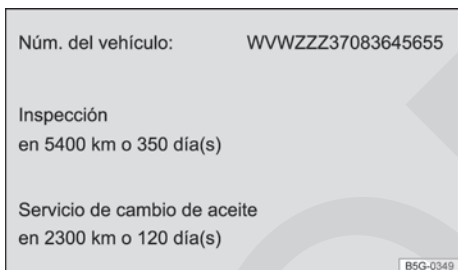 Núm. del vehículo: WVWZZZ37083645655
Inspección
en 5400 km o 350 día(s)
Servicio de cambio de aceite
en 2300 km o 120 día(s)
B5G-0349